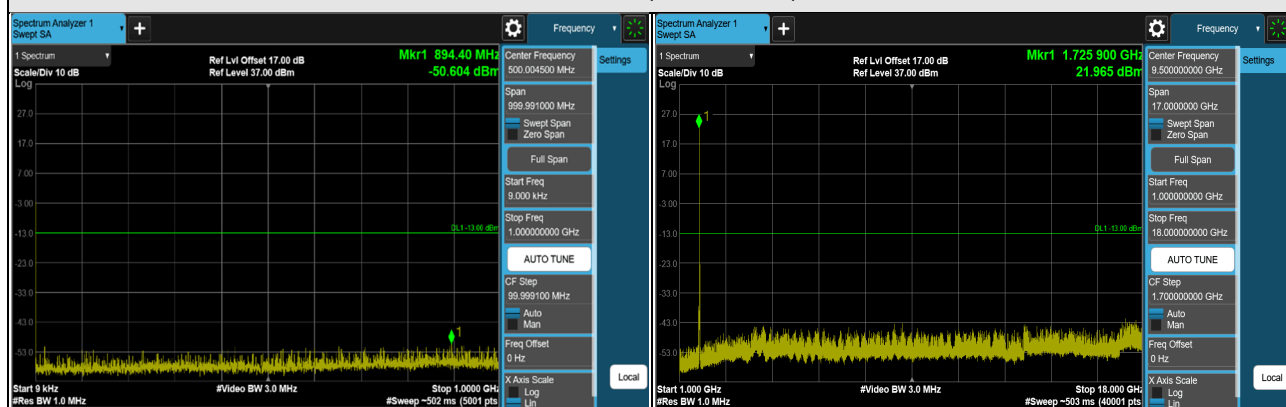 Spectrum Analyzer 1
Swept SA
Frequency
1 Spectrum
Scale/Div 10 dB
Log
Ref Lvl Offset 17.00 dB
Ref Level 37.00 dBm
Mkr1 894.40 MHz
-50.604 dBm
27.0
17.0
7.00
-3.00
-13.0
-23.0
-33.0
-43.0
-53.0
DL1 -13.00 dBm
1
Start 9 kHz
#Res BW 1.0 MHz
#Video BW 3.0 MHz
Stop 1.0000 GHz
#Sweep ~502 ms (5001 pts)
Center Frequency
500.004500 MHz
Span
999.991000 MHz
Swept Span
Zero Span
Full Span
Start Freq
9.000 kHz
Stop Freq
1.000000000 GHz
AUTO TUNE
CF Step
99.999100 MHz
Auto
Man
Freq Offset
0 Hz
X Axis Scale
Log
Lin
Settings
Local
Spectrum Analyzer 1
Swept SA
Frequency
1 Spectrum
Scale/Div 10 dB
Log
Ref Lvl Offset 17.00 dB
Ref Level 37.00 dBm
Mkr1 1.725 900 GHz
21.965 dBm
27.0
17.0
7.00
-3.00
-13.0
-23.0
-33.0
-43.0
-53.0
DL1 -13.00 dBm
1
Start 1.000 GHz
#Res BW 1.0 MHz
#Video BW 3.0 MHz
Stop 18.000 GHz
#Sweep ~503 ms (40001 pts)
Center Frequency
9.500000000 GHz
Span
17.0000000 GHz
Swept Span
Zero Span
Full Span
Start Freq
1.000000000 GHz
Stop Freq
18.000000000 GHz
AUTO TUNE
CF Step
1.700000000 GHz
Auto
Man
Freq Offset
0 Hz
X Axis Scale
Log
Lin
Settings
Local